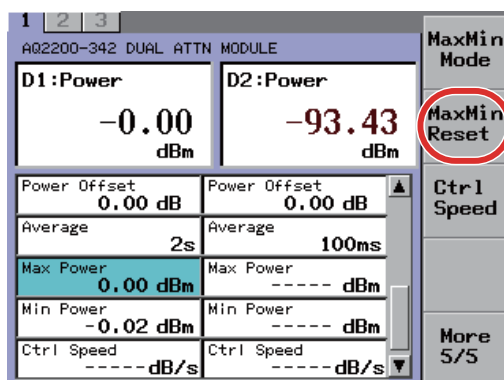 1 2 3
AQ2200-342 DUAL ATTN MODULE
D1:Power
-0.00
dBm
D2:Power
-93.43
dBm
Power Offset
0.00 dB
Power Offset
0.00 dB
Average
2s
Average
100ms
Max Power
0.00 dBm
Max Power
----- dBm
Min Power
-0.02 dBm
Min Power
----- dBm
Ctrl Speed
-----dB/s
Ctrl Speed
-----dB/s
MaxMin
Mode
MaxMin
Reset
Ctrl
Speed
More
5/5